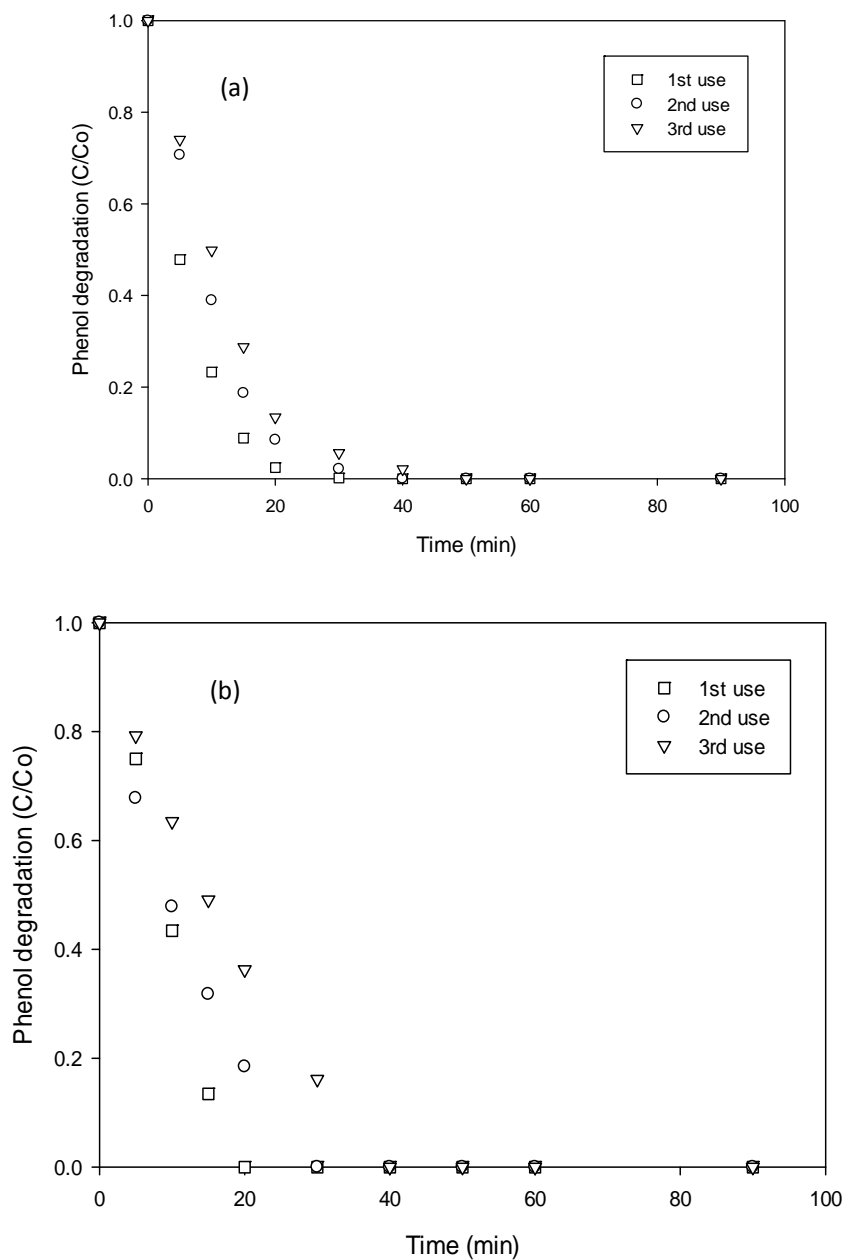 1.0
(a)
1st use
2nd use
3rd use
0.8
0.6
0.4
0.2
0.0
Phenol degradation (C/Co)
0 20 40 60 80 100
Time (min)
1.0
(b)
1st use
2nd use
3rd use
0.8
0.6
0.4
0.2
0.0
Phenol degradation (C/Co)
0 20 40 60 80 100
Time (min)